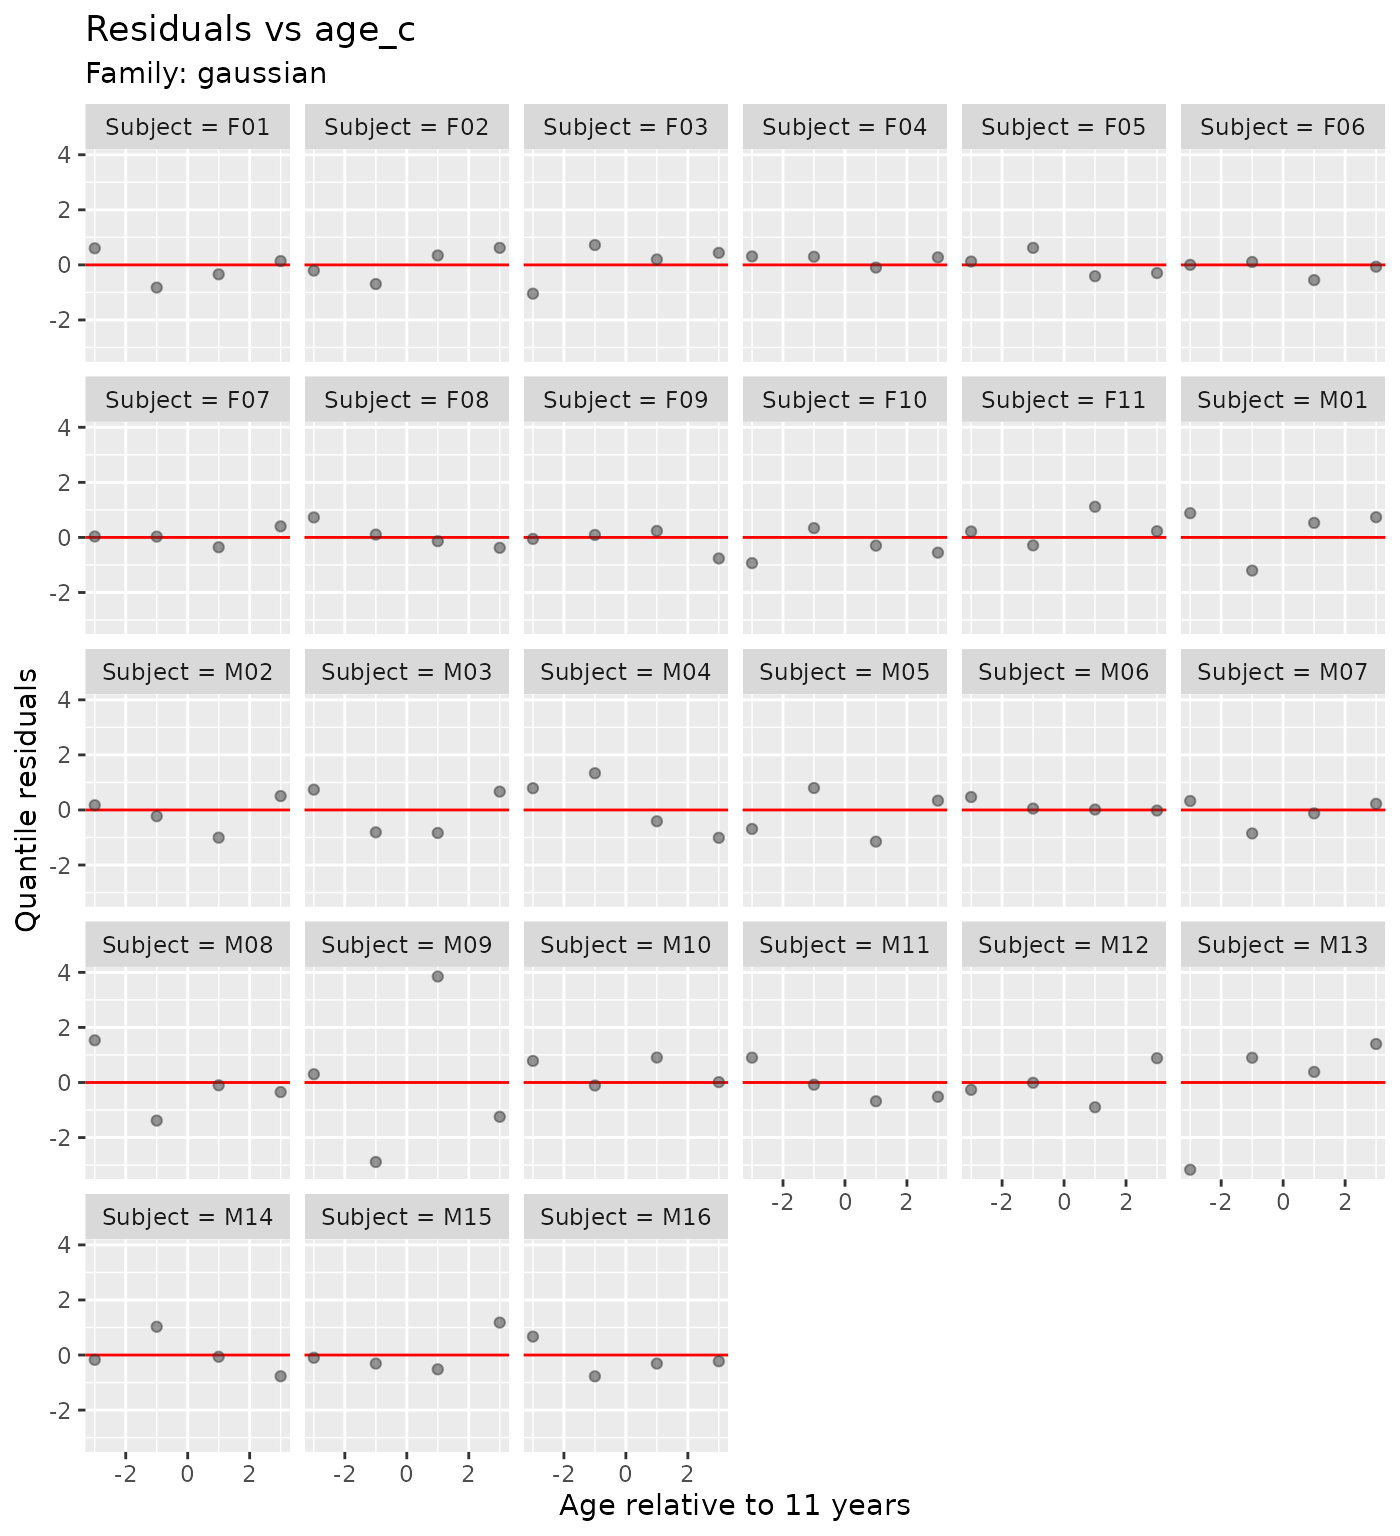 Residuals vs age_c
Family: gaussian
Subject = F01 Subject = F02 Subject = F03 Subject = F04 Subject = F05 Subject = F06
4
2
0
-2
Subject = F07 Subject = F08 Subject = F09 Subject = F10 Subject = F11 Subject = M01
4
2
0
-2
Subject = M02 Subject = M03 Subject = M04 Subject = M05 Subject = M06 Subject = M07
4
2
0
-2
Quantile residuals
Subject = M08 Subject = M09 Subject = M10 Subject = M11 Subject = M12 Subject = M13
4
2
0
-2
-2 0 2 -2 0 2 -2 0 2
Subject = M14 Subject = M15 Subject = M16
4
2
0
-2
-2 0 2 -2 0 2 -2 0 2
Age relative to 11 years